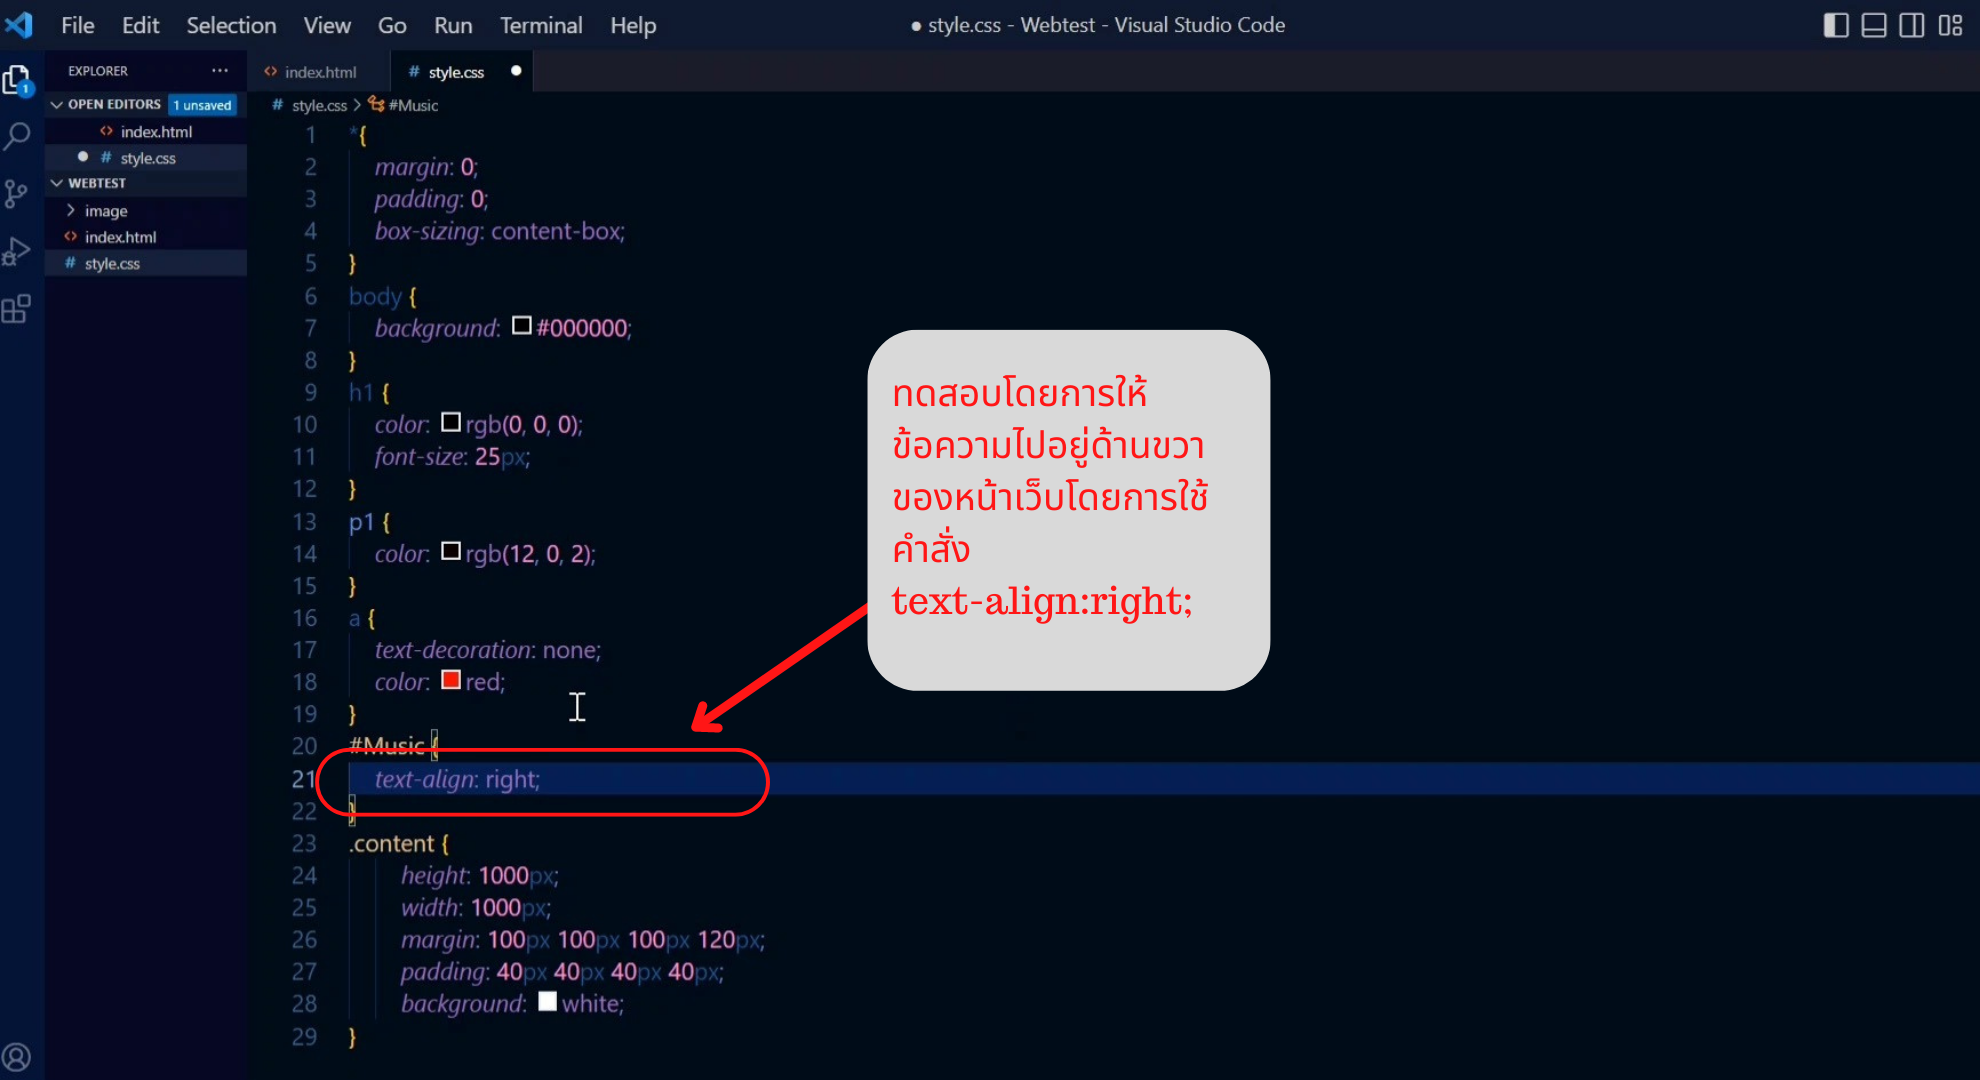 File Edit Selection View Go Run Terminal Help
● style.css - Webtest - Visual Studio Code
EXPLORER ...
OPEN EDITORS 1 unsaved
index.html
# style.css
WEBTEST
image
index.html
# style.css
1
index.html
# style.css
# style.css > #Music
1 *{
2 margin: 0;
3 padding: 0;
4 box-sizing: content-box;
5 }
6 body {
7 background: #000000;
8 }
9 h1 {
10 color: rgb(0, 0, 0);
11 font-size: 25px;
12 }
13 p1 {
14 color: rgb(12, 0, 2);
15 }
16 a {
17 text-decoration: none;
18 color: red;
19 }
20 #Music {
21 text-align: right;
22 }
23 .content {
24 height: 1000px;
25 width: 1000px;
26 margin: 100px 100px 100px 120px;
27 padding: 40px 40px 40px 40px;
28 background: white;
29 }
ทดสอบโดยการให้
ข้อความไปอยู่ด้านขวา
ของหน้าเว็บโดยการใช้
คำสั่ง
text-align:right;